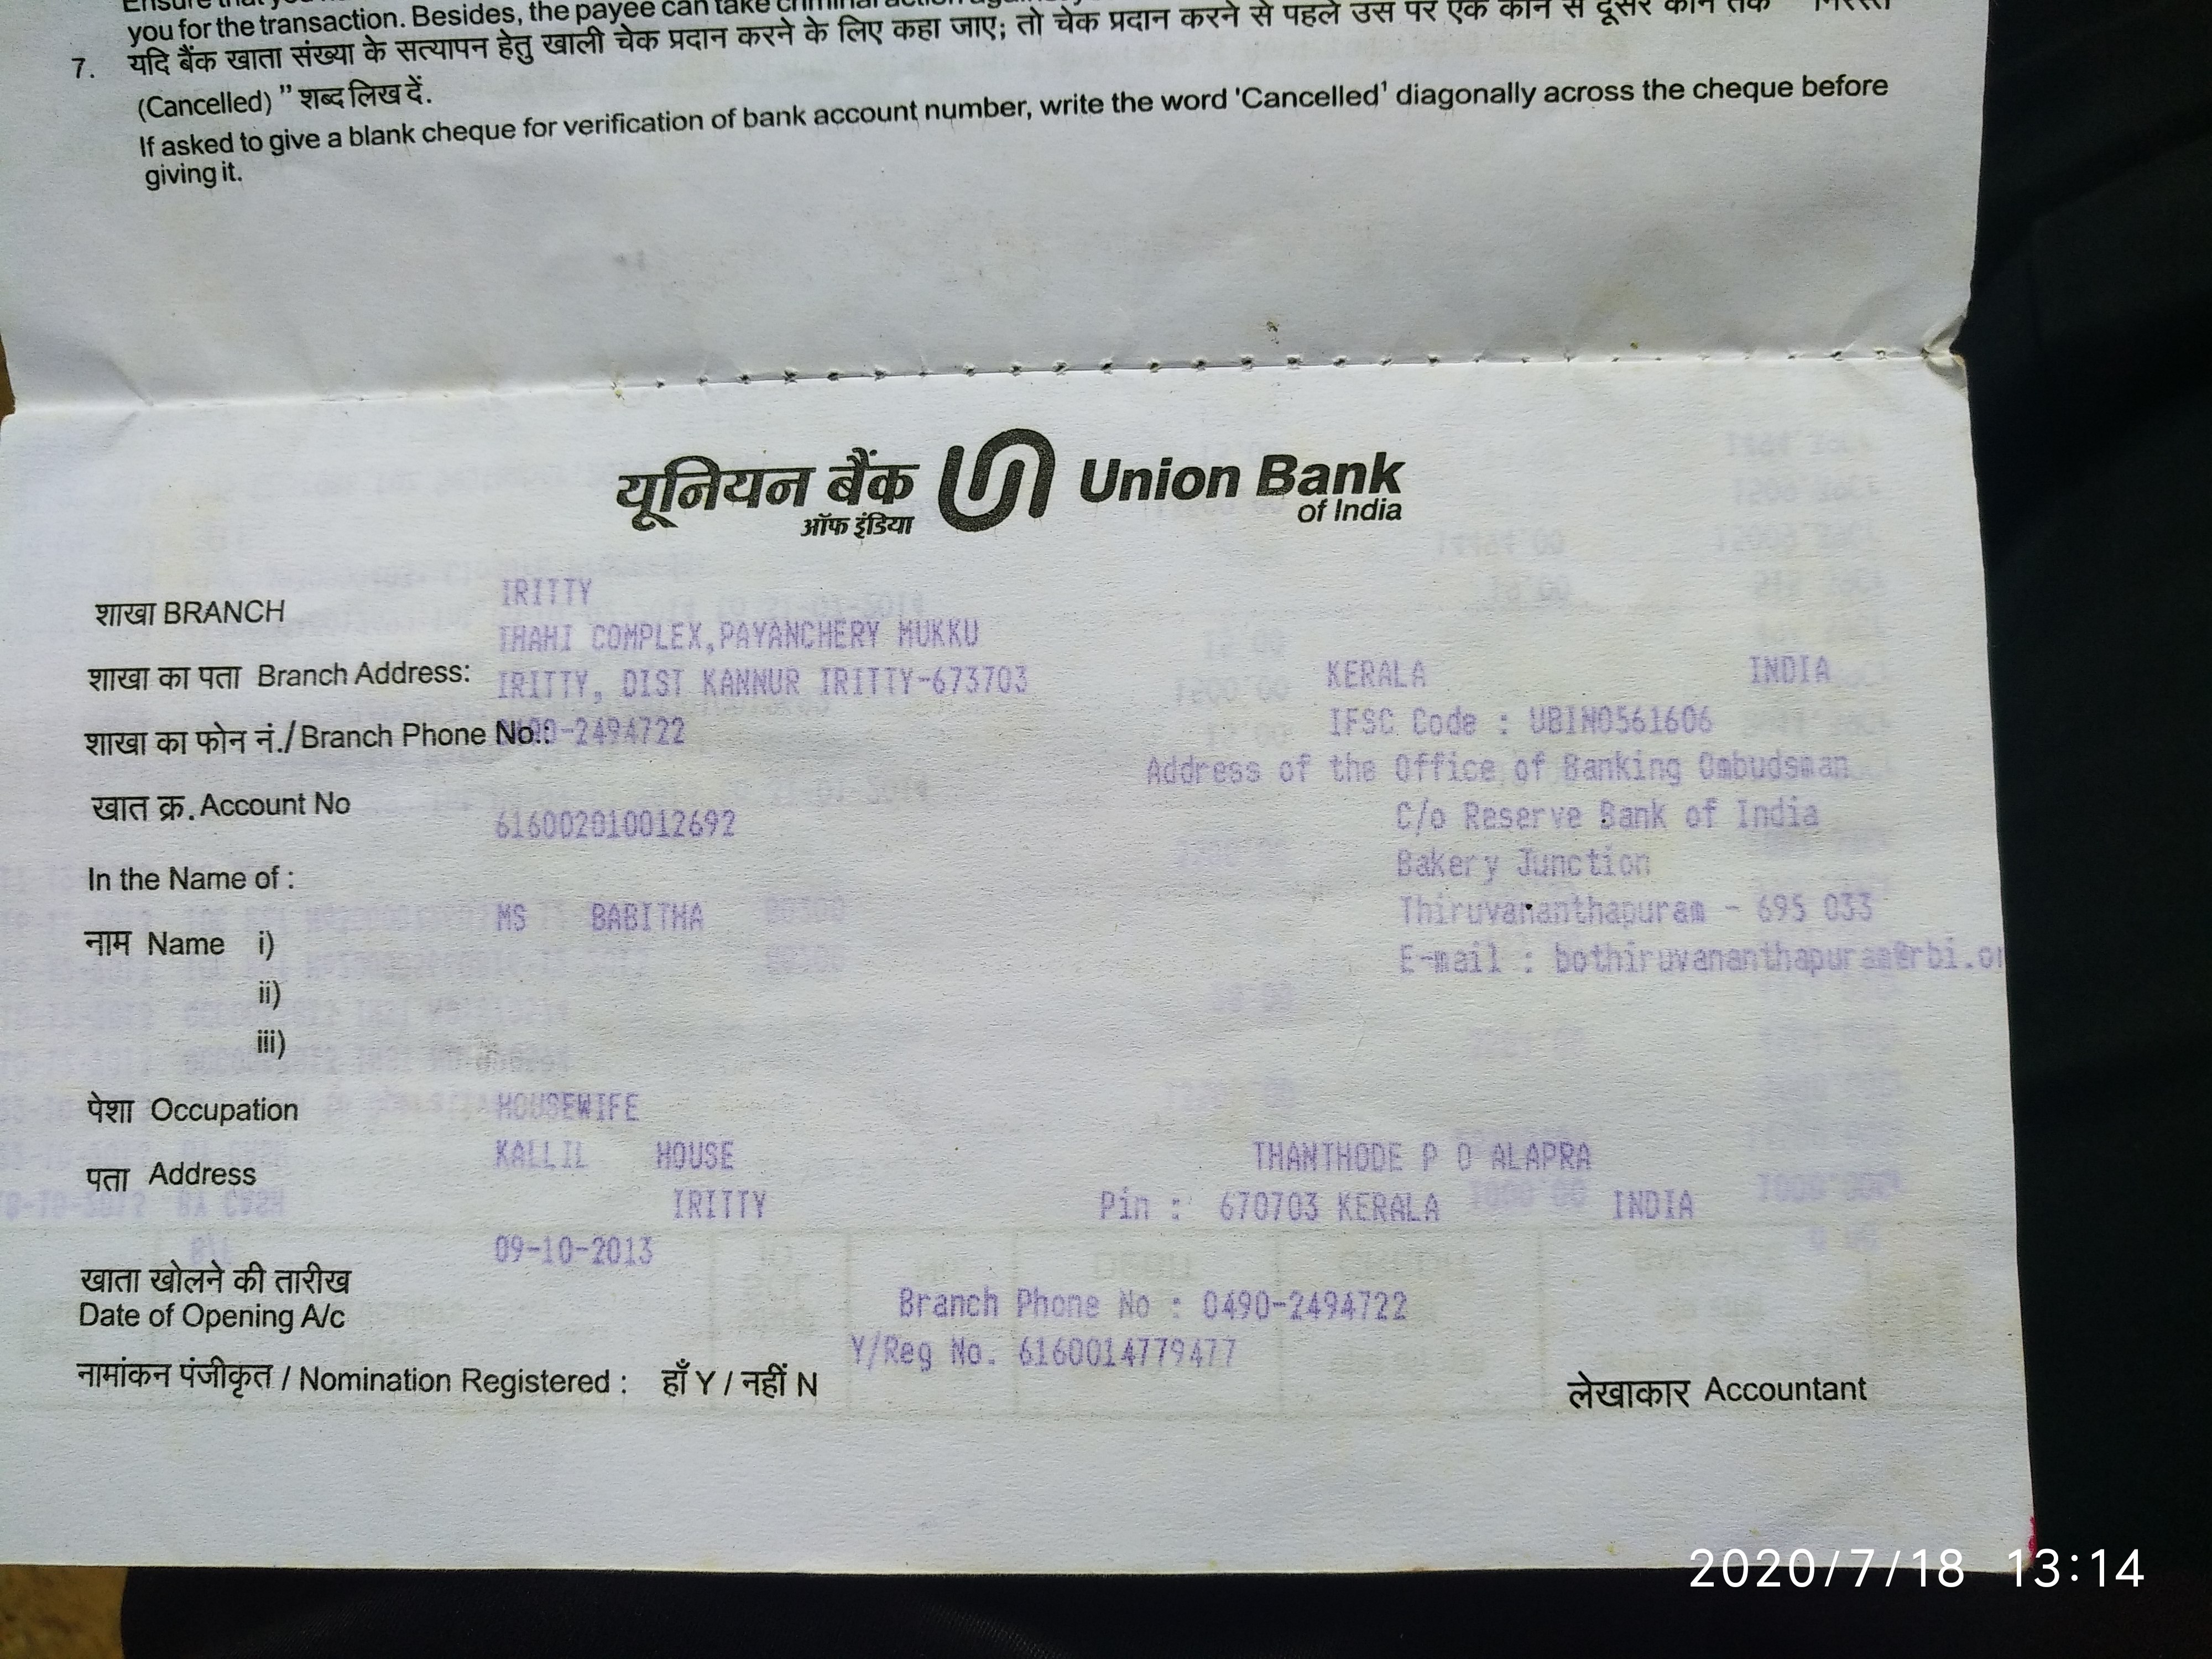 you for the transaction. Besides, the payee can take criminal action against
7. यदि बैंक खाता संख्या के सत्यापन हेतु खाली चेक प्रदान करने के लिए कहा जाए; तो चेक प्रदान करने से पहले उस पर एक कोने से दूसरे कोने तक " निरस्त
(Cancelled) " शब्द लिख दें.
If asked to give a blank cheque for verification of bank account number, write the word 'Cancelled' diagonally across the cheque before
giving it.
यूनियन बैंक Union Bank
ऑफ इंडिया of India
शाखा BRANCH IRITTY
THAHI COMPLEX,PAYANCHERY MUKKU
शाखा का पता Branch Address: IRITTY, DIST KANNUR IRITTY-673703 KERALA INDIA
IFSC Code : UBIN0561606
शाखा का फोन नं./ Branch Phone No.: 0490-2494722
Address of the Office of Banking Ombudsman
खात क्र. Account No 616002010012692
C/o Reserve Bank of India
Bakery Junction
In the Name of :
MS BABITHA Thiruvananthapuram - 695 033
नाम Name i)
E-mail : bothiruvananthapuram@rbi.or
ii)
iii)
पेशा Occupation HOUSEWIFE
KALLIL HOUSE THANTHODE P O ALAPRA
पता Address
IRITTY Pin : 670703 KERALA INDIA
09-10-2013
खाता खोलने की तारीख
Date of Opening A/c
Branch Phone No : 0490-2494722
Y/Reg No. 6160014779477
नामांकन पंजीकृत / Nomination Registered : हाँ Y / नहीं N
लेखाकार Accountant
2020/7/18 13:14